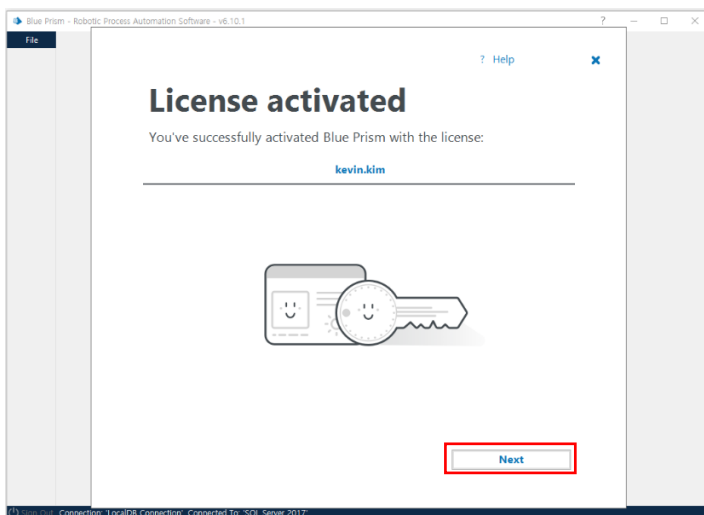 Blue Prism - Robotic Process Automation Software - v6.10.1
File
? Help
License activated
You've successfully activated Blue Prism with the license:
kevin.kim
Next
Sign Out Connection: 'LocalDB Connection'. Connected To: 'SQL Server 2017'